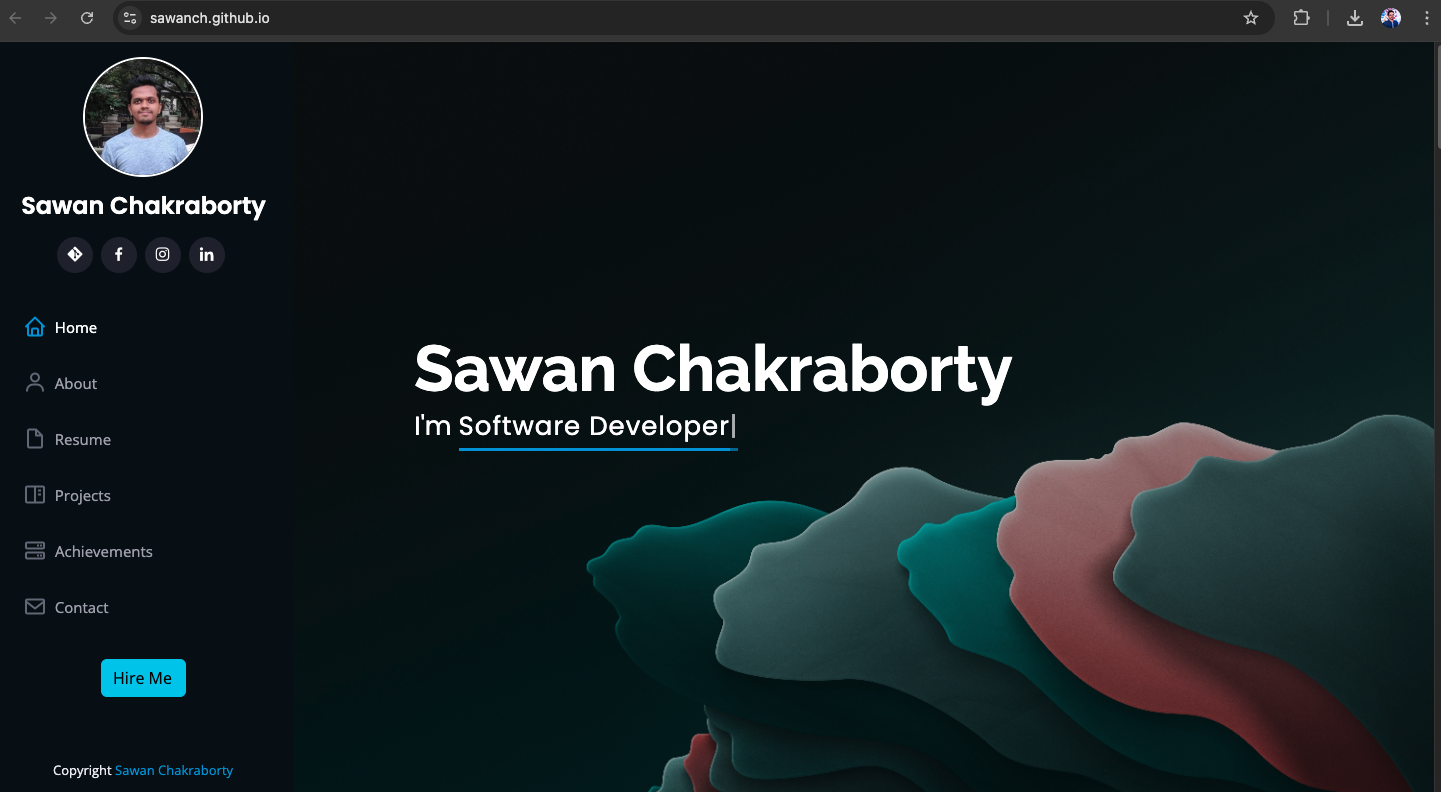 sawanch.github.io
Sawan Chakraborty
Home
About
Resume
Projects
Achievements
Contact
Hire Me
Copyright Sawan Chakraborty
Sawan Chakraborty
I'm Software Developer|